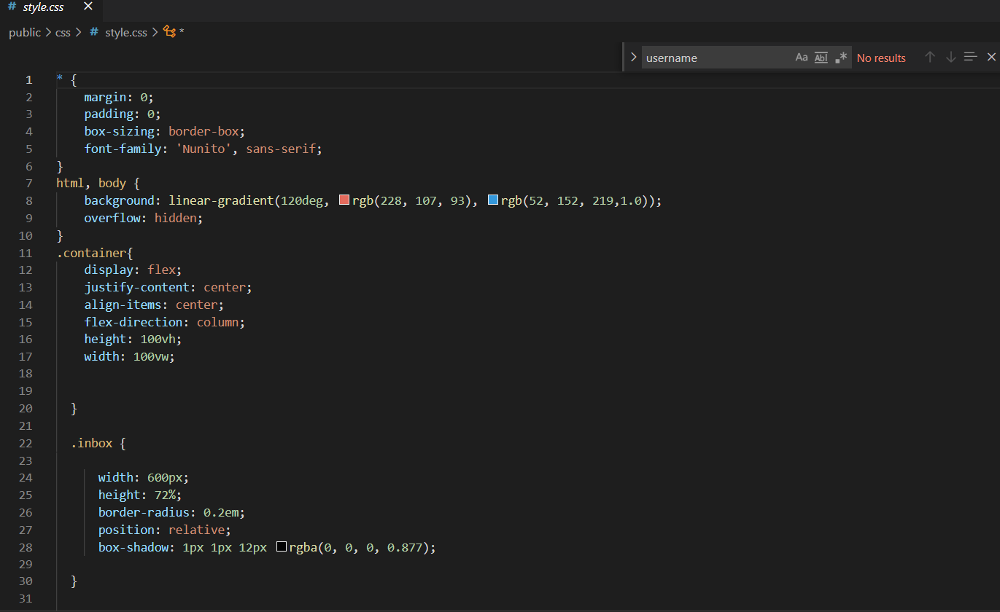 # style.css ×
public > css > # style.css > *
> username Aa Abl .* No results ↑ ↓ ×
1 * {
2 margin: 0;
3 padding: 0;
4 box-sizing: border-box;
5 font-family: 'Nunito', sans-serif;
6 }
7 html, body {
8 background: linear-gradient(120deg, rgb(228, 107, 93), rgb(52, 152, 219,1.0));
9 overflow: hidden;
10 }
11 .container{
12 display: flex;
13 justify-content: center;
14 align-items: center;
15 flex-direction: column;
16 height: 100vh;
17 width: 100vw;
18
19
20 }
21
22 .inbox {
23
24 width: 600px;
25 height: 72%;
26 border-radius: 0.2em;
27 position: relative;
28 box-shadow: 1px 1px 12px rgba(0, 0, 0, 0.877);
29
30 }
31